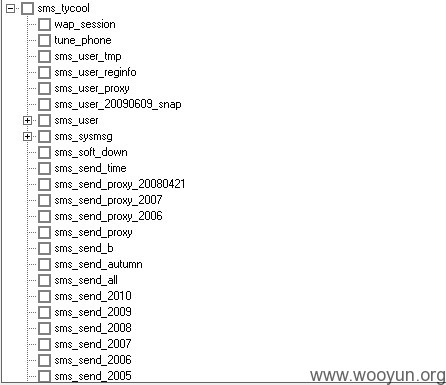 sms_tycool
wap_session
tune_phone
sms_user_tmp
sms_user_reginfo
sms_user_proxy
sms_user_20090609_snap
sms_user
sms_sysmsg
sms_soft_down
sms_send_time
sms_send_proxy_20080421
sms_send_proxy_2007
sms_send_proxy_2006
sms_send_proxy
sms_send_b
sms_send_autumn
sms_send_all
sms_send_2010
sms_send_2009
sms_send_2008
sms_send_2007
sms_send_2006
sms_send_2005
www.wooyun.org